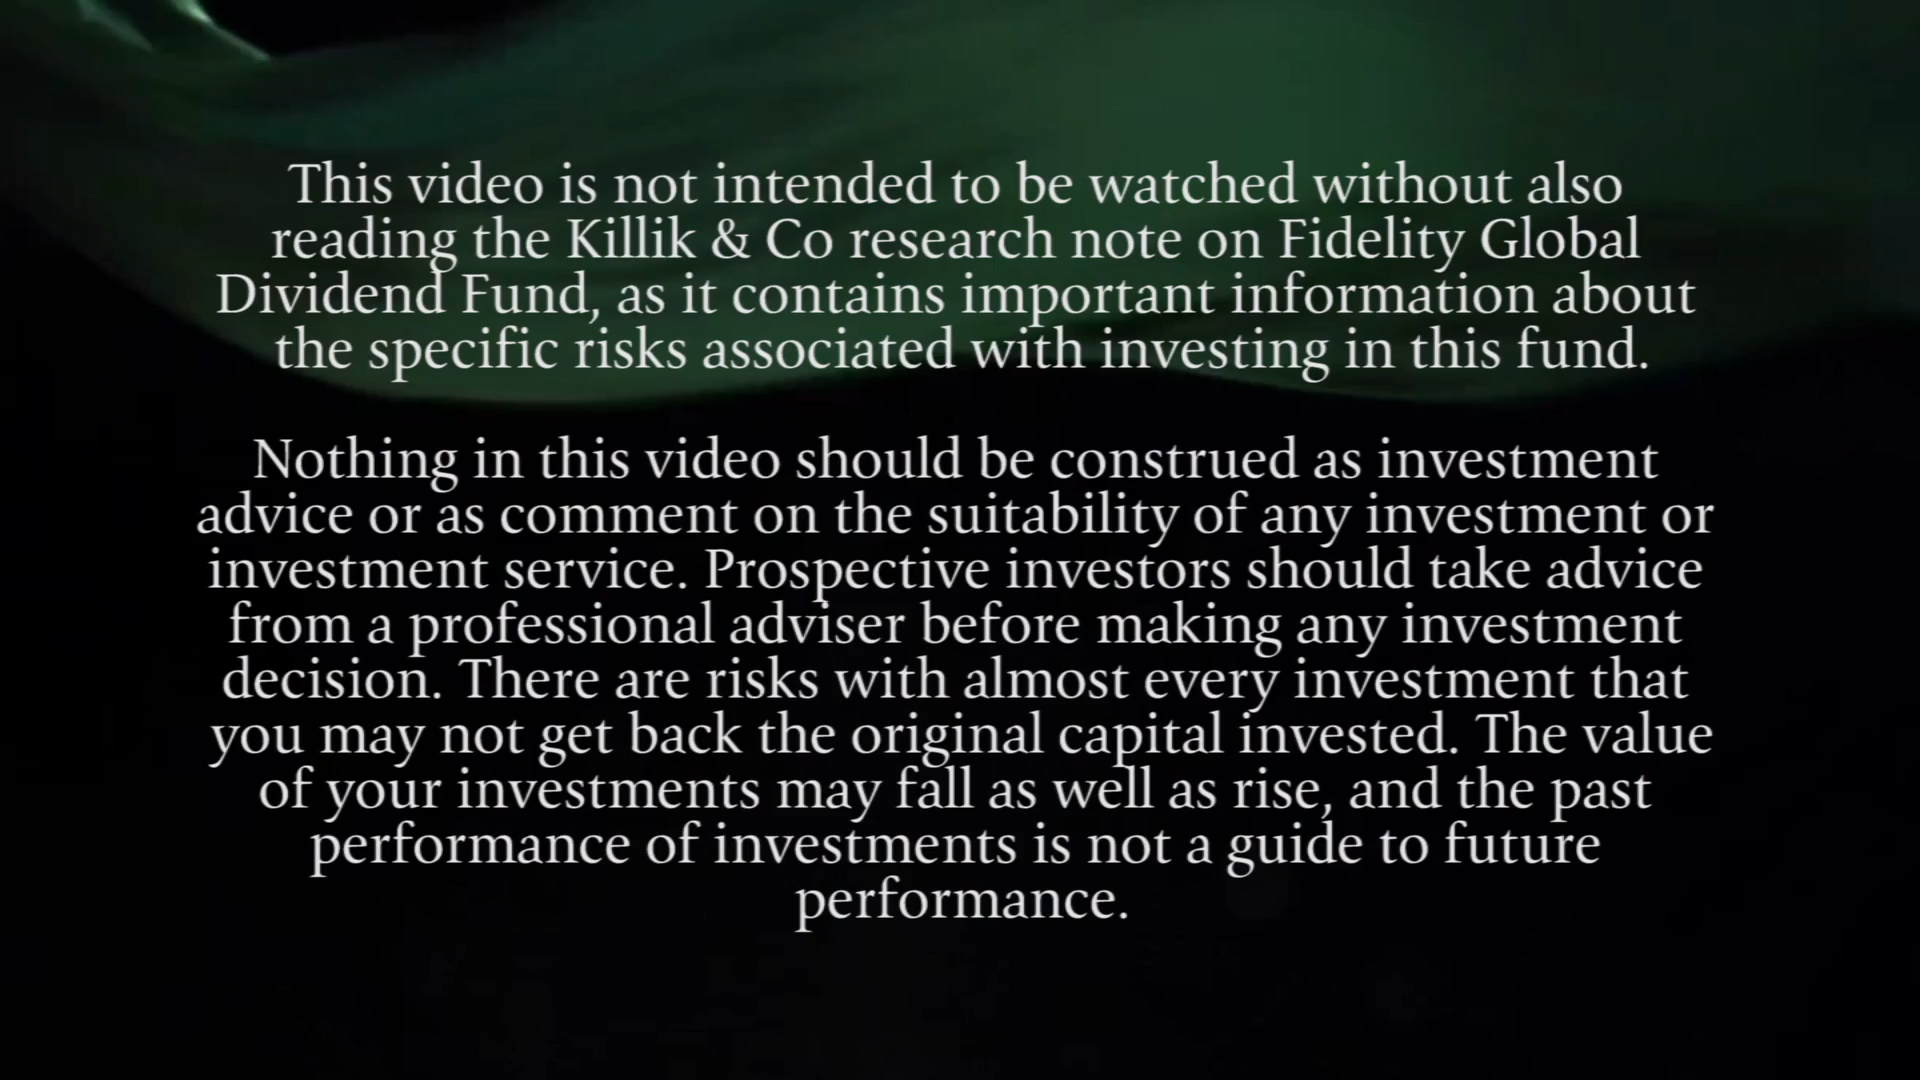 This video is not intended to be watched without also
reading the Killik & Co research note on Fidelity Global
Dividend Fund, as it contains important information about
the specific risks associated with investing in this fund.
Nothing in this video should be construed as investment
advice or as comment on the suitability of any investment or
investment service. Prospective investors should take advice
from a professional adviser before making any investment
decision. There are risks with almost every investment that
you may not get back the original capital invested. The value
of your investments may fall as well as rise, and the past
performance of investments is not a guide to future
performance.